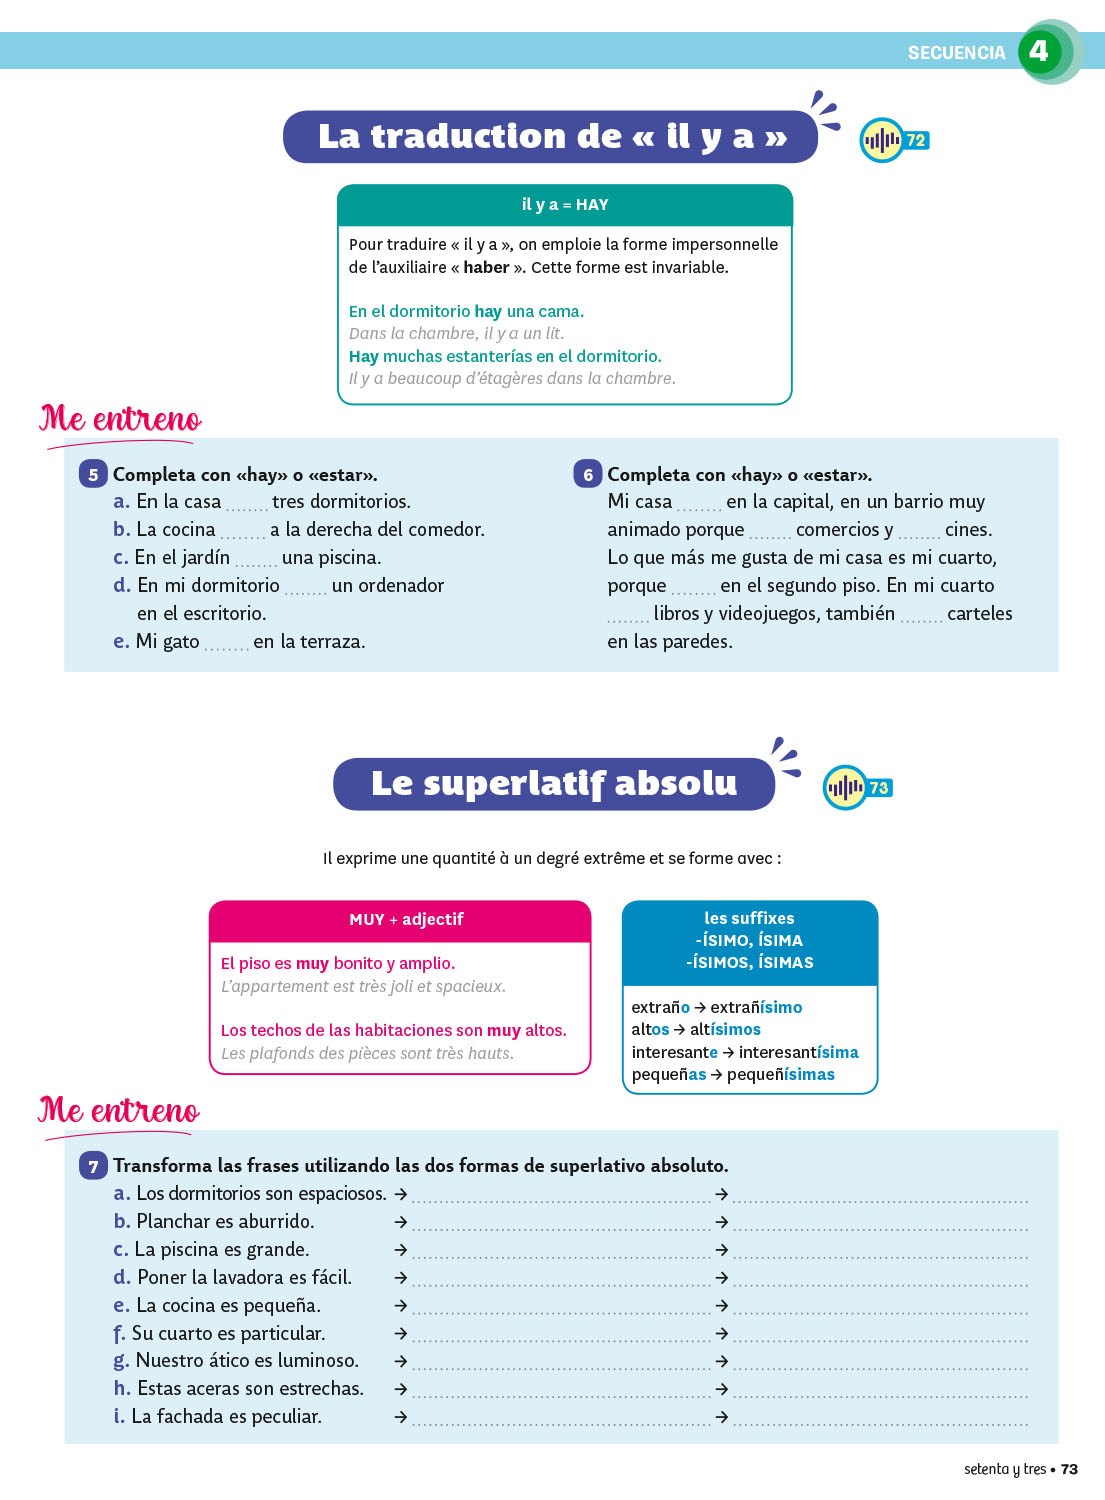 SECUENCIA 4
La traduction de « il y a »
72
il y a = HAY
Pour traduire « il y a », on emploie la forme impersonnelle
de l’auxiliaire « haber ». Cette forme est invariable.
En el dormitorio hay una cama.
Dans la chambre, il y a un lit.
Hay muchas estanterías en el dormitorio.
Il y a beaucoup d’étagères dans la chambre.
Me entreno
5 Completa con «hay» o «estar».
a. En la casa ........ tres dormitorios.
b. La cocina ........ a la derecha del comedor.
c. En el jardín ........ una piscina.
d. En mi dormitorio ........ un ordenador
en el escritorio.
e. Mi gato ........ en la terraza.
6 Completa con «hay» o «estar».
Mi casa ........ en la capital, en un barrio muy
animado porque ........ comercios y ........ cines.
Lo que más me gusta de mi casa es mi cuarto,
porque ........ en el segundo piso. En mi cuarto
........ libros y videojuegos, también ........ carteles
en las paredes.
Le superlatif absolu
73
Il exprime une quantité à un degré extrême et se forme avec :
MUY + adjectif
El piso es muy bonito y amplio.
L’appartement est très joli et spacieux.
Los techos de las habitaciones son muy altos.
Les plafonds des pièces sont très hauts.
les suffixes
-ÍSIMO, ÍSIMA
-ÍSIMOS, ÍSIMAS
extraño → extrañísimo
altos → altísimos
interesante → interesantísima
pequeñas → pequeñísimas
Me entreno
7 Transforma las frases utilizando las dos formas de superlativo absoluto.
a. Los dormitorios son espaciosos. → ........ → ........
b. Planchar es aburrido. → ........ → ........
c. La piscina es grande. → ........ → ........
d. Poner la lavadora es fácil. → ........ → ........
e. La cocina es pequeña. → ........ → ........
f. Su cuarto es particular. → ........ → ........
g. Nuestro ático es luminoso. → ........ → ........
h. Estas aceras son estrechas. → ........ → ........
i. La fachada es peculiar. → ........ → ........
setenta y tres • 73